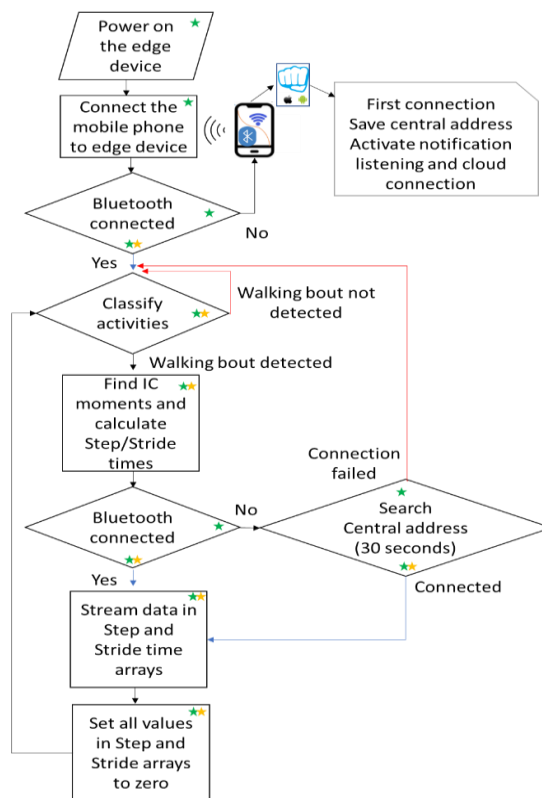 Power on
the edge
device
Connect the
mobile phone
to edge device
First connection
Save central address
Activate notification
listening and cloud
connection
Bluetooth
connected
No
Yes
Classify
activities
Walking bout not
detected
Walking bout detected
Find IC
moments and
calculate
Step/Stride
times
Connection
failed
Bluetooth
connected
No
Search
Central address
(30 seconds)
Yes
Connected
Stream data in
Step and
Stride time
arrays
Set all values
in Step and
Stride arrays
to zero